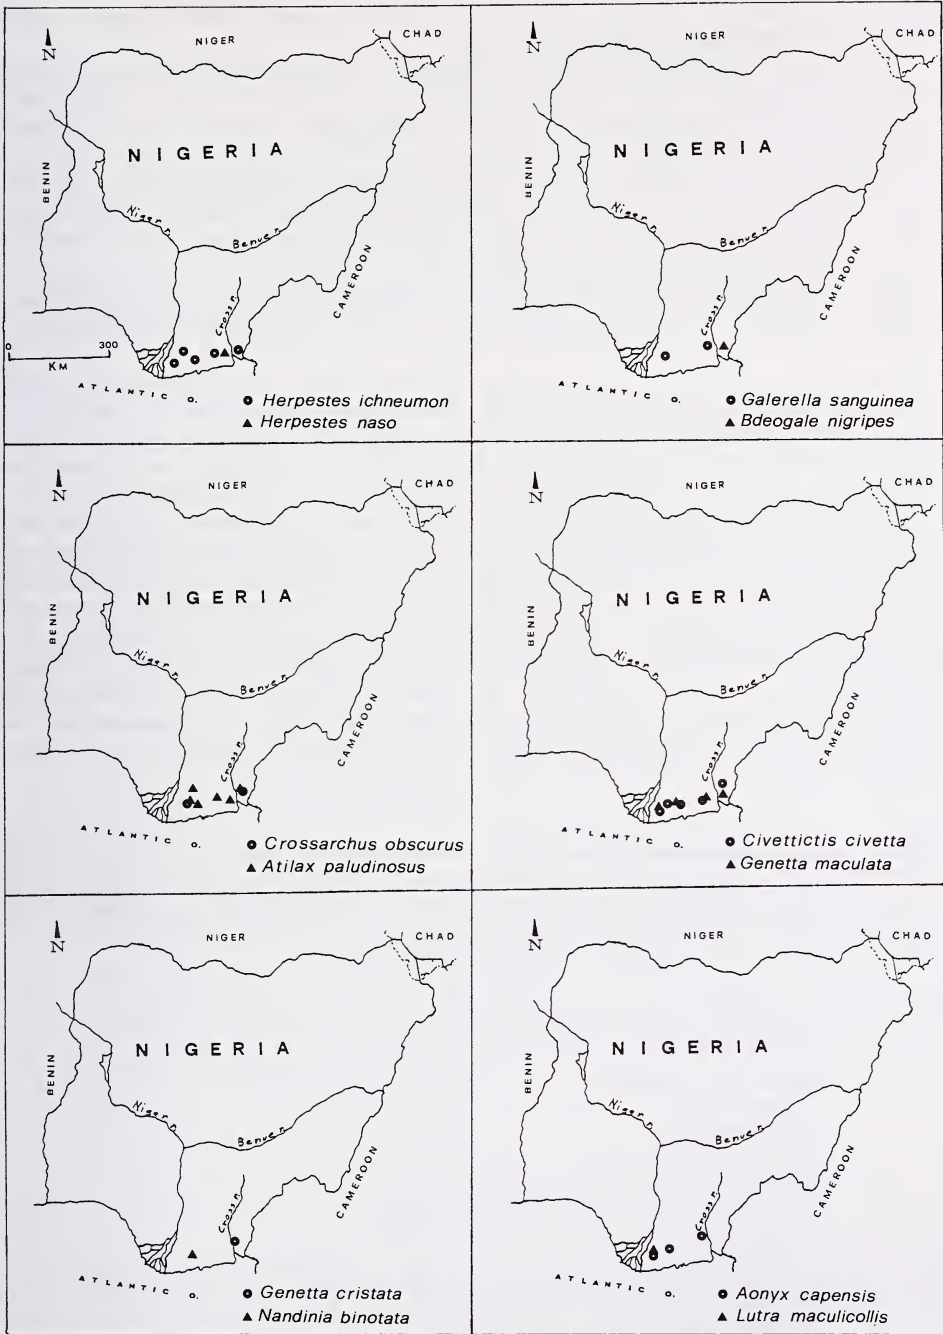 N
NIGER
CHAD
NIGERIA
BENIN
Niger R.
Benue R.
Cross R.
CAMEROON
0 300
KM
ATLANTIC O.
Herpestes ichneumon
Herpestes naso
N
NIGER
CHAD
NIGERIA
BENIN
Niger R.
Benue R.
Cross R.
CAMEROON
ATLANTIC O.
Galerella sanguinea
Bdeogale nigripes
N
NIGER
CHAD
NIGERIA
BENIN
Niger R.
Benue R.
Cross R.
CAMEROON
ATLANTIC O.
Crossarchus obscurus
Atilax paludinosus
N
NIGER
CHAD
NIGERIA
BENIN
Niger R.
Benue R.
Cross R.
CAMEROON
ATLANTIC O.
Civettictis civetta
Genetta maculata
N
NIGER
CHAD
NIGERIA
BENIN
Niger R.
Benue R.
Cross R.
CAMEROON
ATLANTIC O.
Genetta cristata
Nandinia binotata
N
NIGER
CHAD
NIGERIA
BENIN
Niger R.
Benue R.
Cross R.
CAMEROON
ATLANTIC O.
Aonyx capensis
Lutra maculicollis